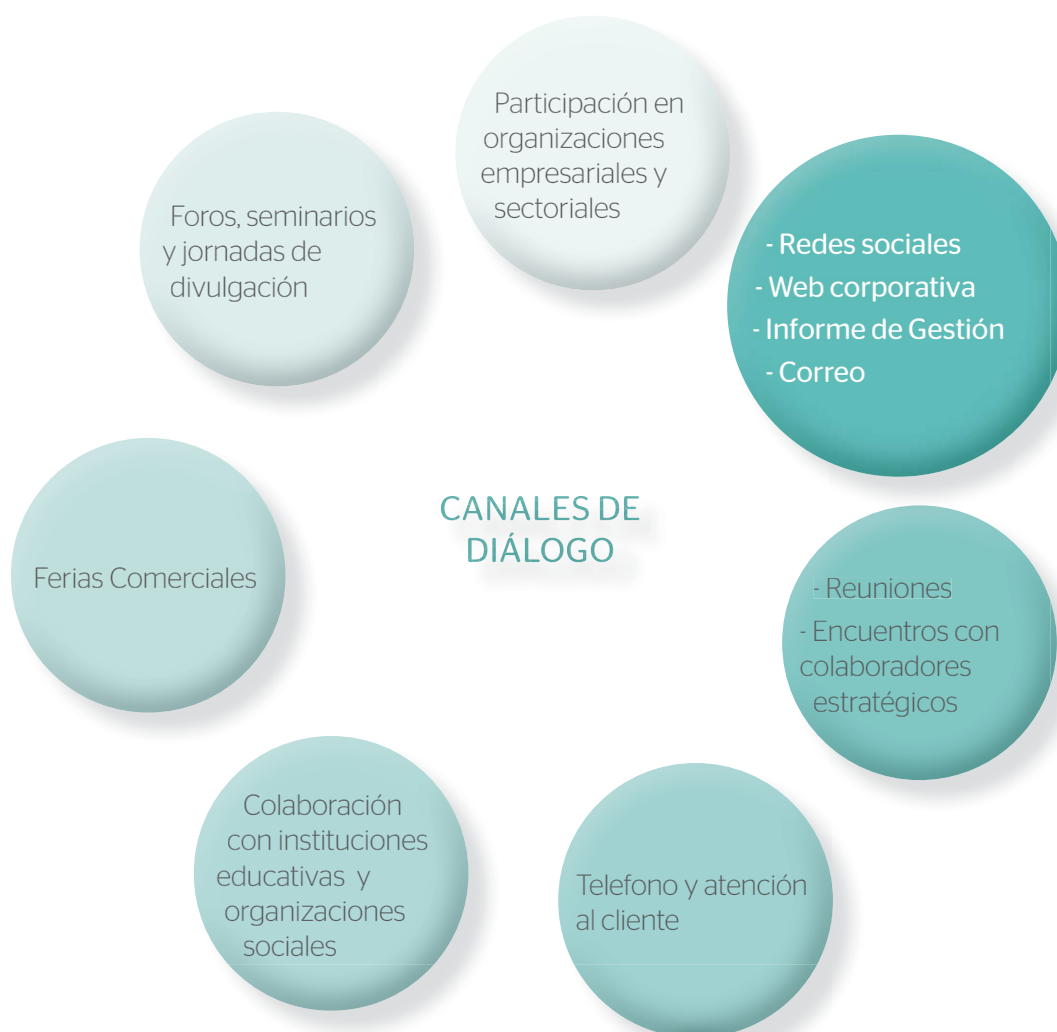 Participación en
organizaciones
empresariales y
sectoriales
Foros, seminarios
y jornadas de
divulgación
- Redes sociales
- Web corporativa
- Informe de Gestión
- Correo
CANALES DE
DIÁLOGO
Ferias Comerciales
- Reuniones
- Encuentros con
colaboradores
estratégicos
Colaboración
con instituciones
educativas y
organizaciones
sociales
Telefono y atención
al cliente